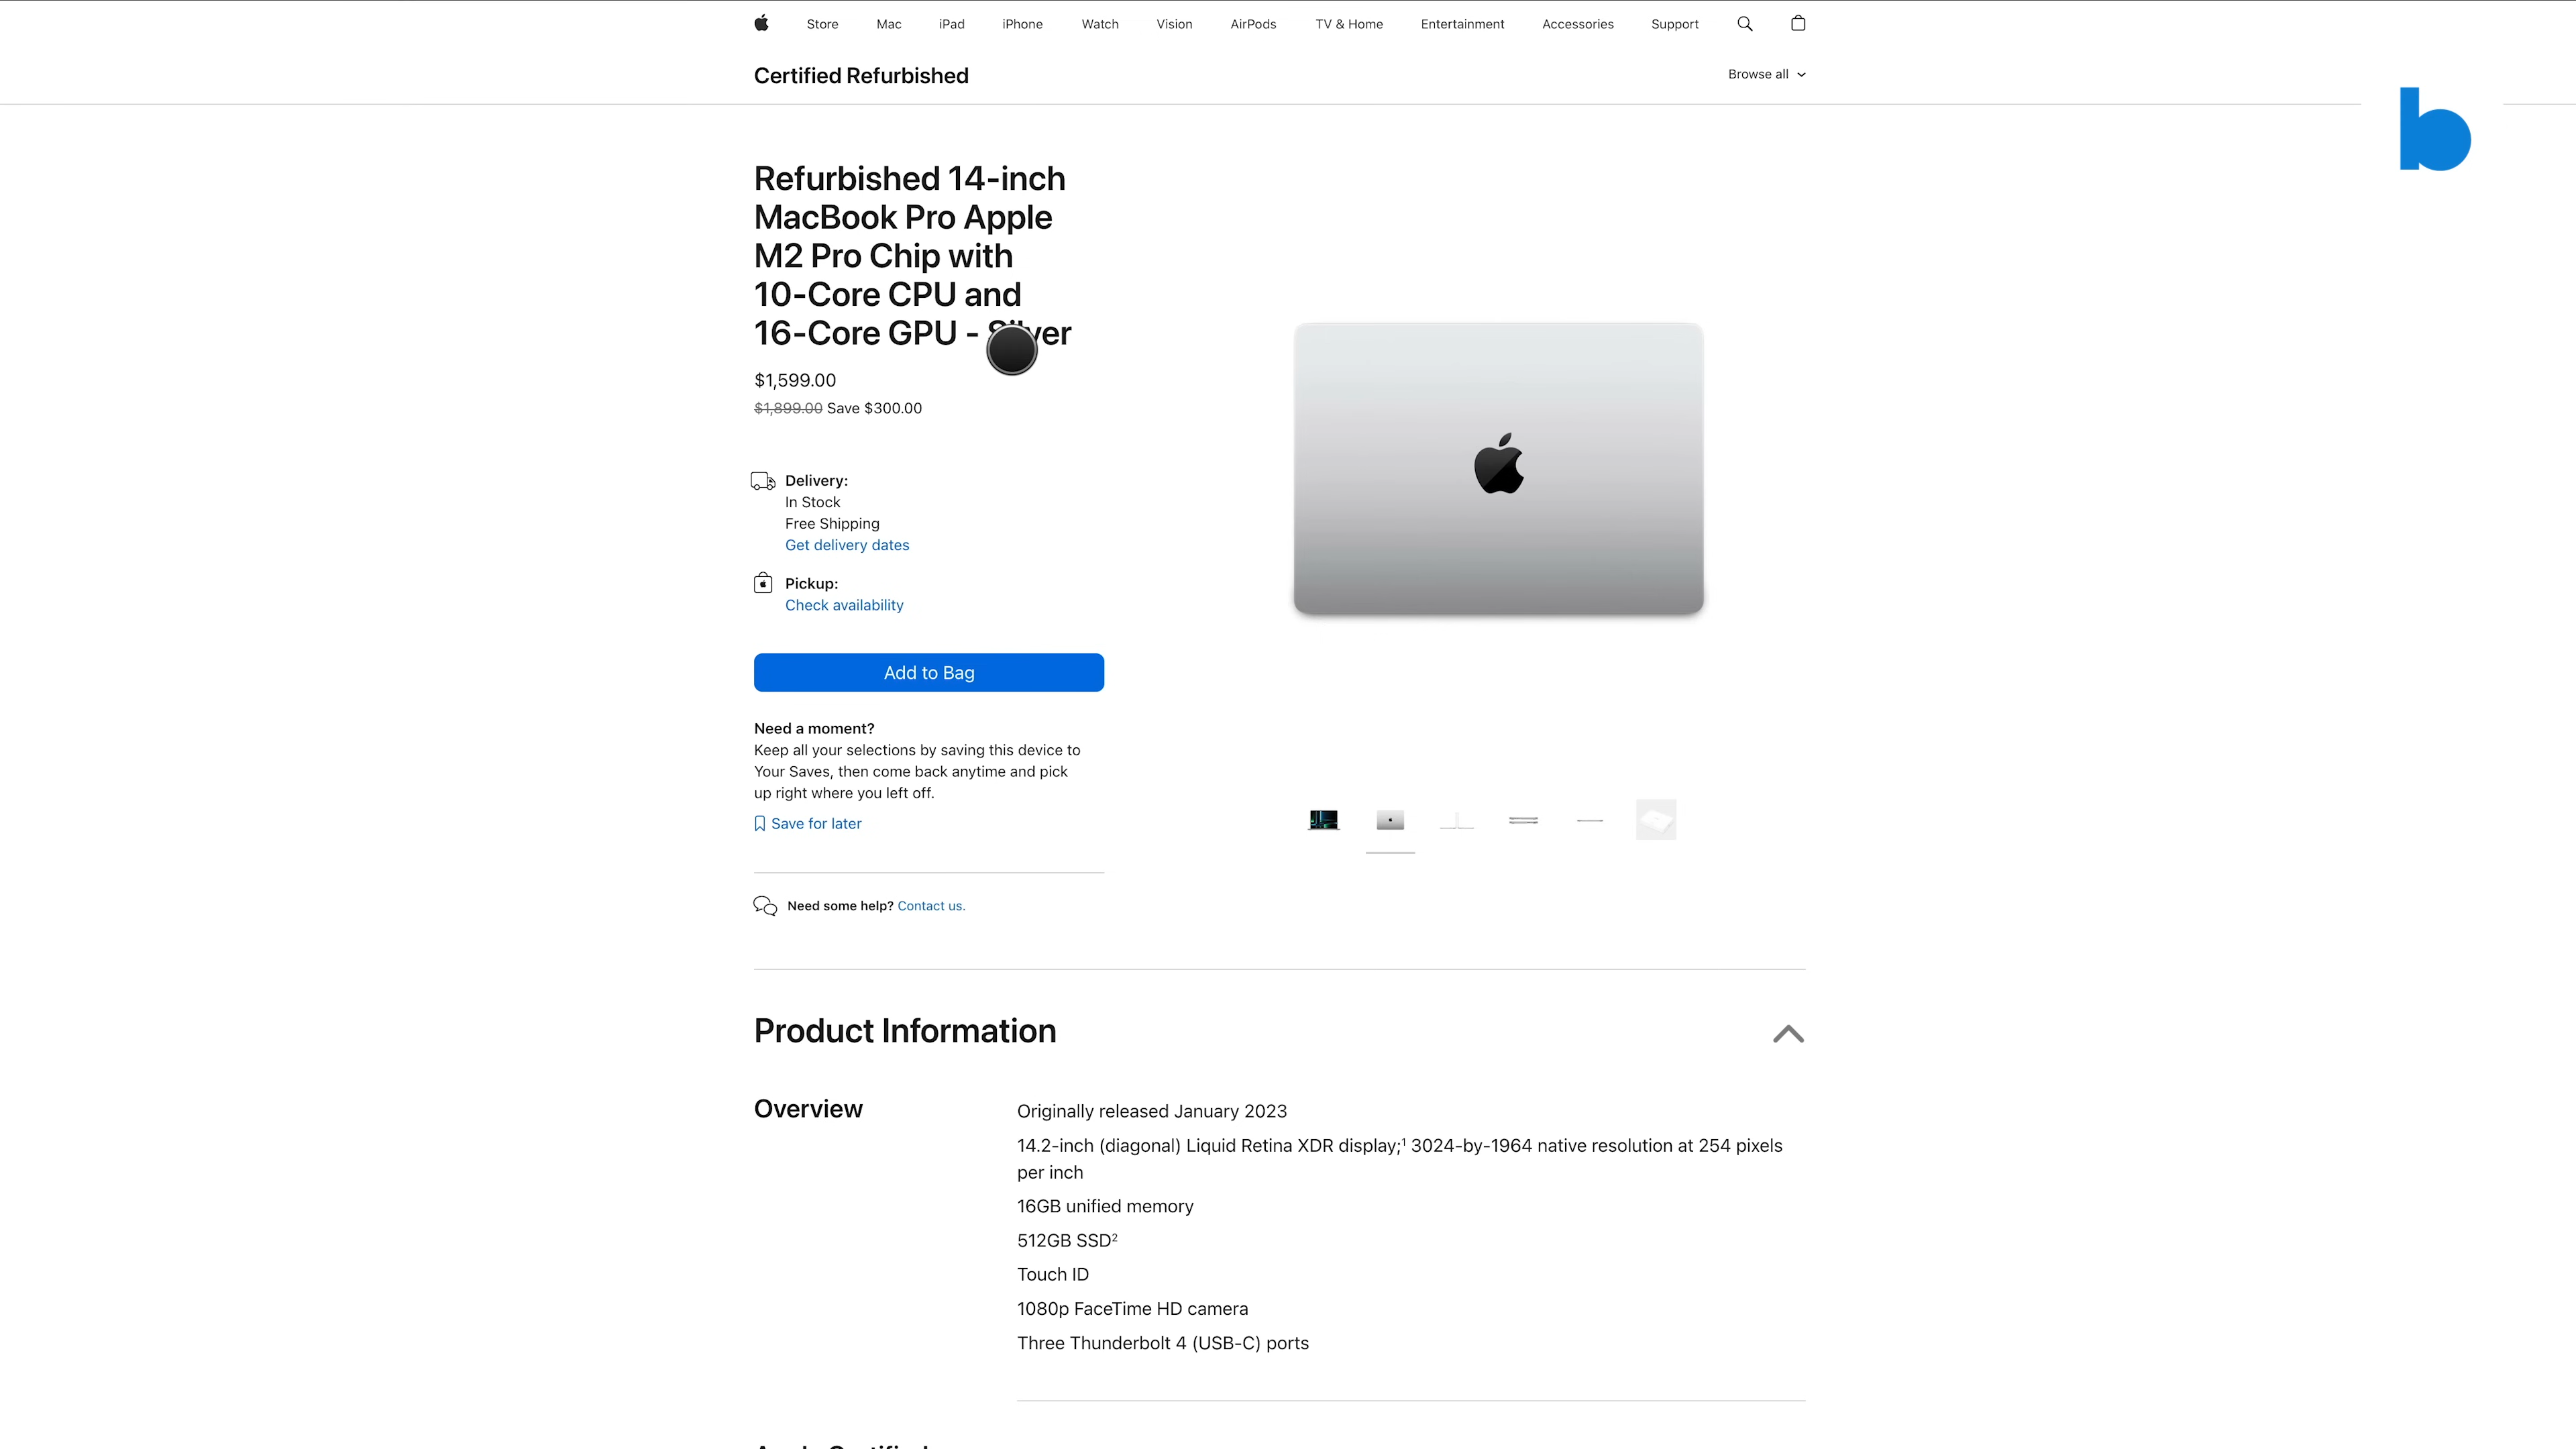 Store Mac iPad iPhone Watch Vision AirPods TV & Home Entertainment Accessories Support
Certified Refurbished
Browse all
b
Refurbished 14-inch
MacBook Pro Apple
M2 Pro Chip with
10-Core CPU and
16-Core GPU - Silver
$1,599.00
$1,899.00 Save $300.00
Delivery:
In Stock
Free Shipping
Get delivery dates
Pickup:
Check availability
Add to Bag
Need a moment?
Keep all your selections by saving this device to
Your Saves, then come back anytime and pick
up right where you left off.
Save for later
Need some help? Contact us.
Product Information
Overview
Originally released January 2023
14.2-inch (diagonal) Liquid Retina XDR display;¹ 3024-by-1964 native resolution at 254 pixels
per inch
16GB unified memory
512GB SSD²
Touch ID
1080p FaceTime HD camera
Three Thunderbolt 4 (USB-C) ports